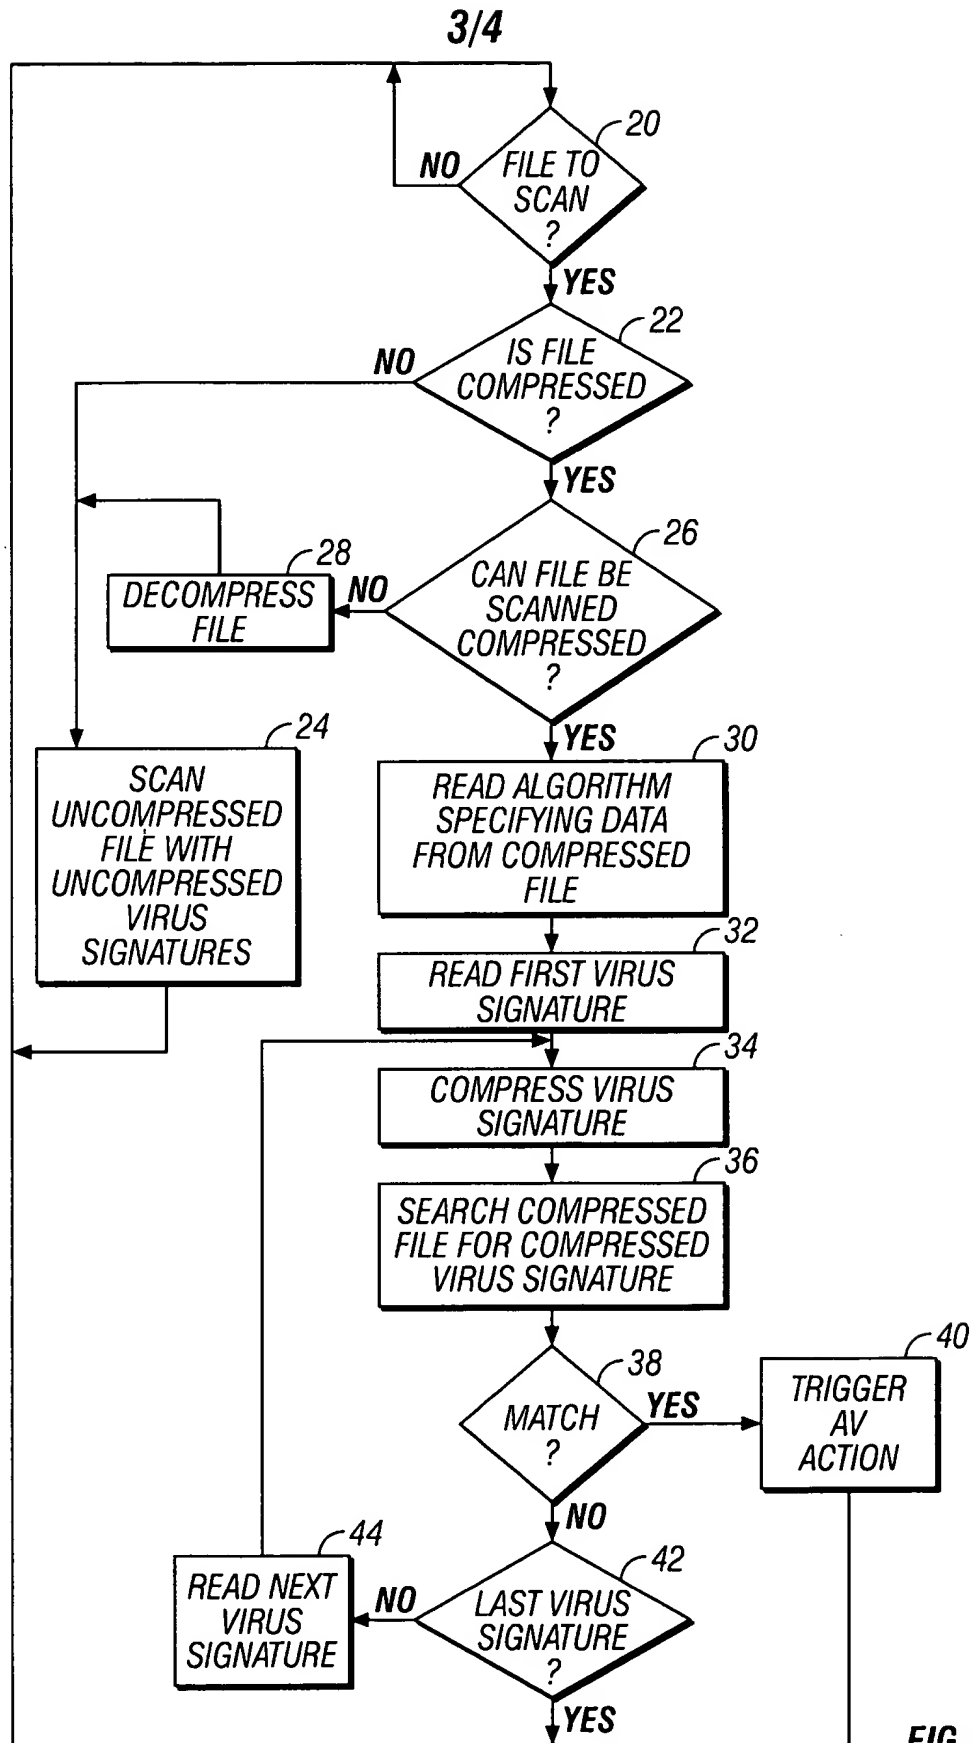 3/4
20
FILE TO
SCAN
?
NO
YES
22
IS FILE
COMPRESSED
?
NO
YES
26
CAN FILE BE
SCANNED
COMPRESSED
?
NO
28
DECOMPRESS
FILE
YES
24
SCAN
UNCOMPRESSED
FILE WITH
UNCOMPRESSED
VIRUS
SIGNATURES
30
READ ALGORITHM
SPECIFYING DATA
FROM COMPRESSED
FILE
32
READ FIRST VIRUS
SIGNATURE
34
COMPRESS VIRUS
SIGNATURE
36
SEARCH COMPRESSED
FILE FOR COMPRESSED
VIRUS SIGNATURE
38
MATCH
?
YES
40
TRIGGER
AV
ACTION
NO
42
LAST VIRUS
SIGNATURE
?
NO
44
READ NEXT
VIRUS
SIGNATURE
YES
FIG